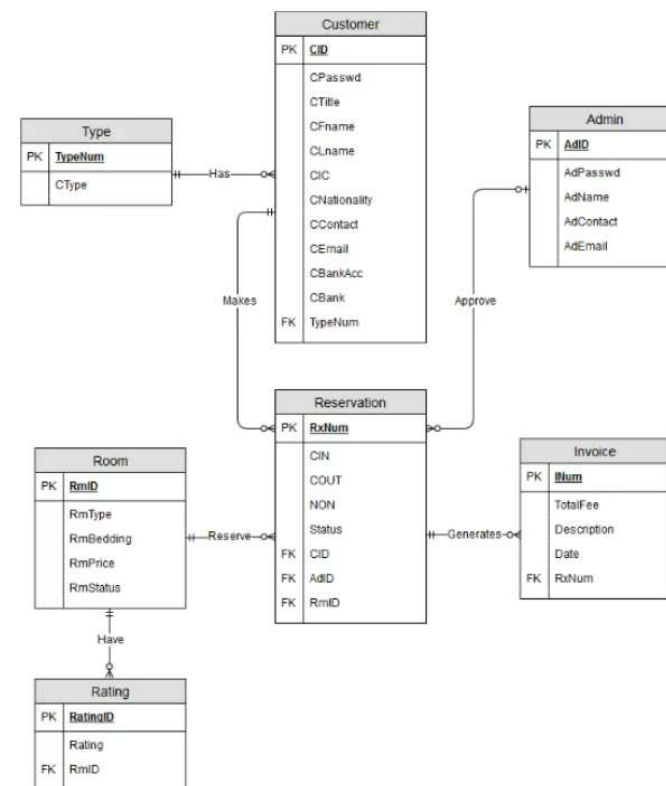 Customer
PK CID
CPasswd
CTitle
CFname
CLname
CIC
CNationality
CContact
CEmail
CBankAcc
CBank
FK TypeNum
Type
PK TypeNum
CType
Has
Admin
PK AdID
AdPasswd
AdName
AdContact
AdEmail
Makes
Approve
Reservation
PK RxNum
CIN
COUT
NON
Status
FK CID
FK AdID
FK RmID
Room
PK RmID
RmType
RmBedding
RmPrice
RmStatus
Reserve
Generates
Invoice
PK INum
TotalFee
Description
Date
FK RxNum
Have
Rating
PK RatingID
Rating
FK RmID